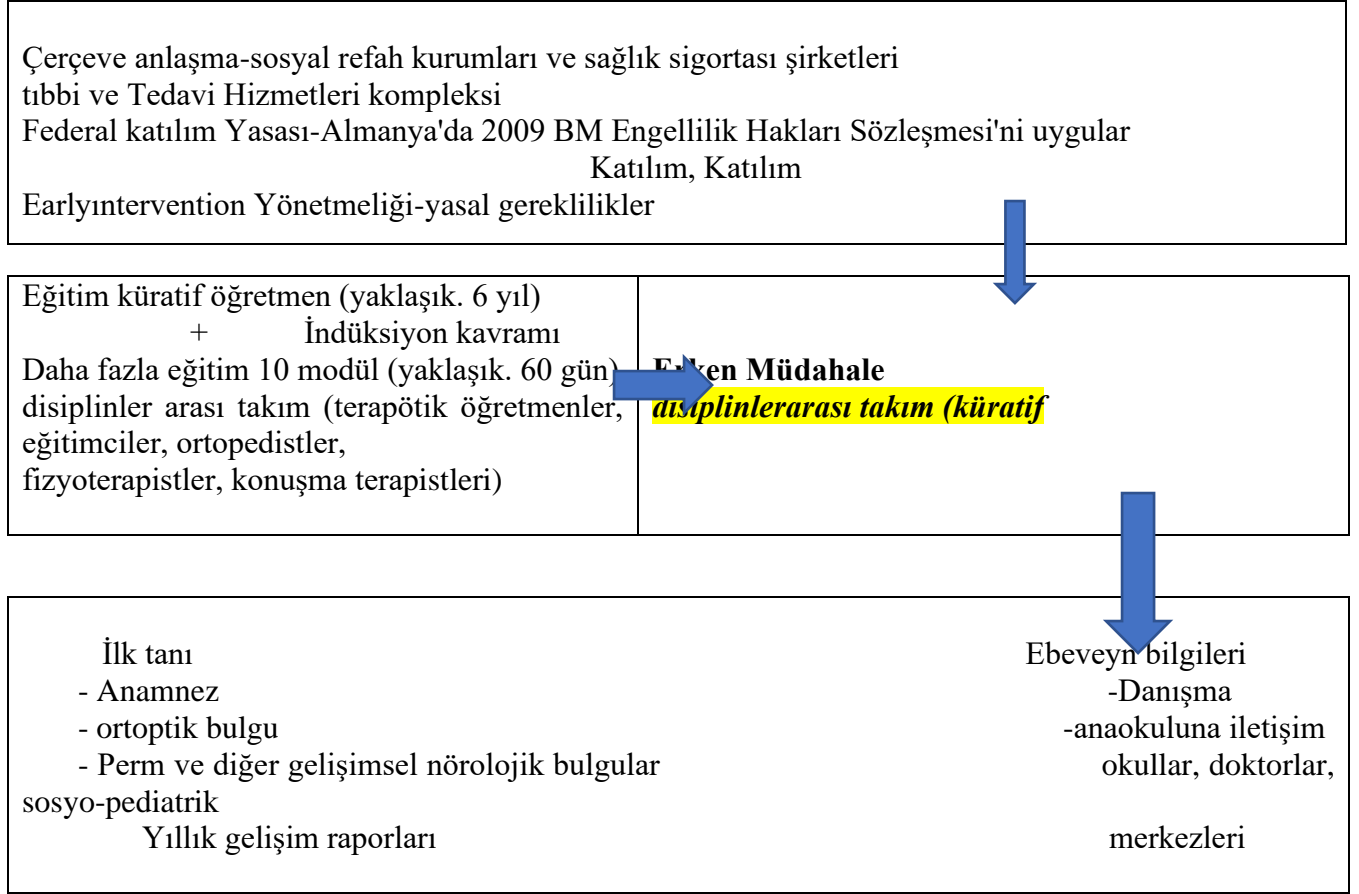 Çerçeve anlaşma-sosyal refah kurumları ve sağlık sigortası şirketleri
tıbbi ve Tedavi Hizmetleri kompleksi
Federal katılım Yasası-Almanya'da 2009 BM Engellilik Hakları Sözleşmesi'ni uygular
Katılım, Katılım
Earlyıntervention Yönetmeliği-yasal gereklilikler
Eğitim küratif öğretmen (yaklaşık. 6 yıl)
+ İndüksiyon kavramı
Daha fazla eğitim 10 modül (yaklaşık. 60 gün)
disiplinler arası takım (terapötik öğretmenler,
eğitimciler, ortopedistler,
fizyoterapistler, konuşma terapistleri)
Erken Müdahale
disiplinlerarası takım (küratif
İlk tanı Ebeveyn bilgileri
- Anamnez -Danışma
- ortoptik bulgu -anaokuluna iletişim
- Perm ve diğer gelişimsel nörolojik bulgular okullar, doktorlar,
sosyo-pediatrik
Yıllık gelişim raporları merkezleri